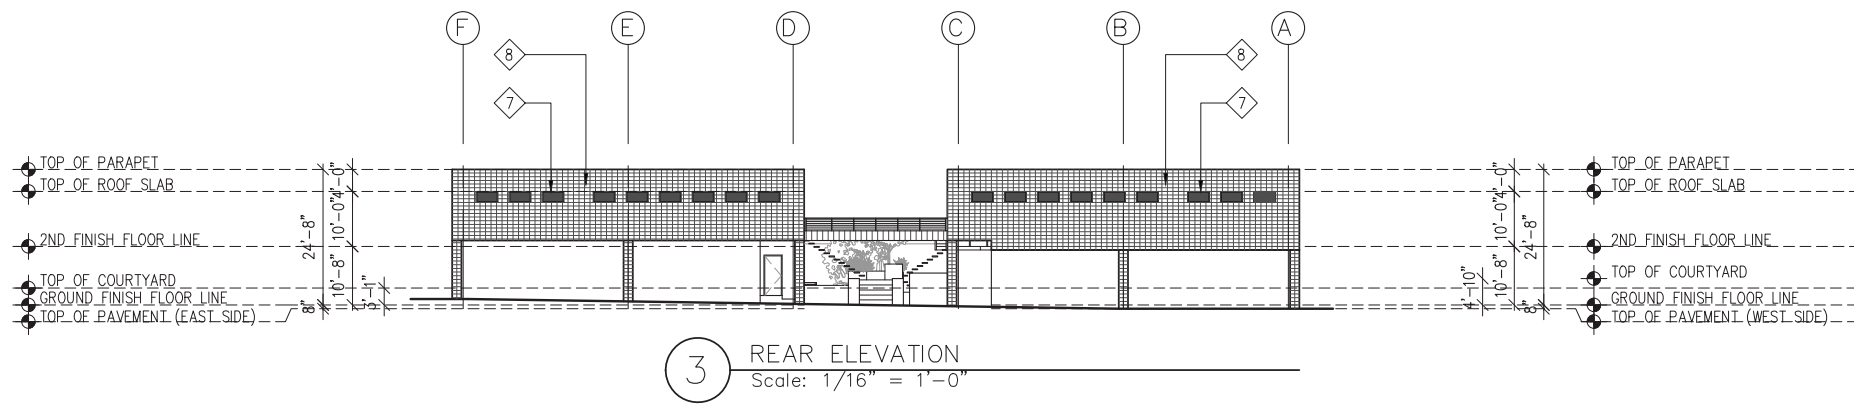 F E D C B A
8 8
7 7
TOP OF PARAPET
TOP OF ROOF SLAB
2ND FINISH FLOOR LINE
TOP OF COURTYARD
GROUND FINISH FLOOR LINE
TOP OF PAVEMENT (EAST SIDE)
24'-8"
8"
4'-0"
10'-0"
10'-8"
3'-1"
4'-10"
4'-0"
10'-0"
10'-8"
24'-8"
8"
TOP OF PARAPET
TOP OF ROOF SLAB
2ND FINISH FLOOR LINE
TOP OF COURTYARD
GROUND FINISH FLOOR LINE
TOP OF PAVEMENT (WEST SIDE)
3
REAR ELEVATION
Scale: 1/16" = 1'-0"